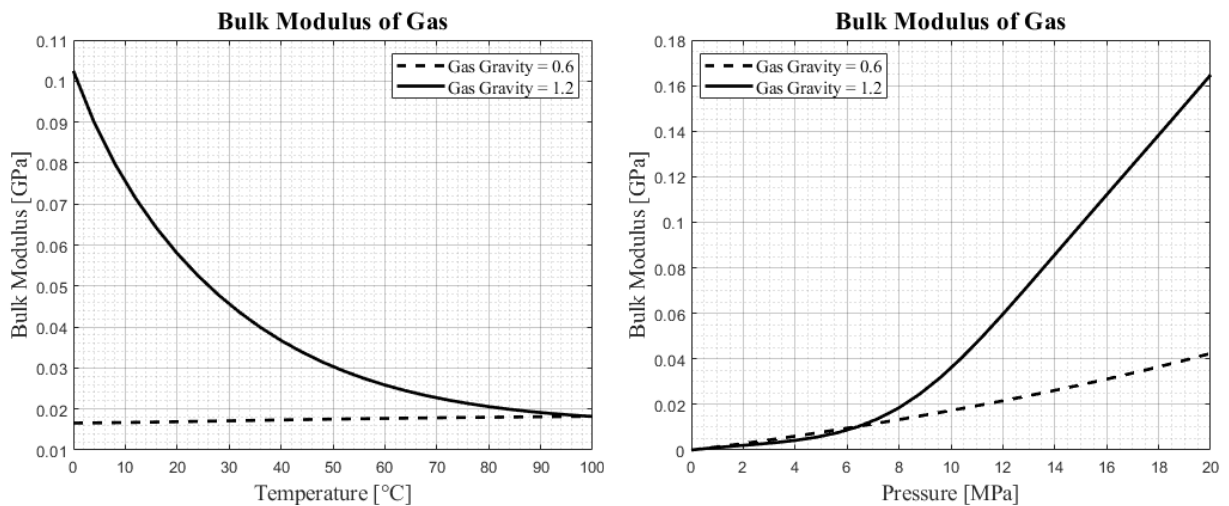 Bulk Modulus of Gas
0.11
0.1
0.09
0.08
0.07
0.06
0.05
0.04
0.03
0.02
0.01
Bulk Modulus [GPa]
Gas Gravity = 0.6
Gas Gravity = 1.2
0 10 20 30 40 50 60 70 80 90 100
Temperature [°C]
Bulk Modulus of Gas
0.18
0.16
0.14
0.12
0.1
0.08
0.06
0.04
0.02
0
Bulk Modulus [GPa]
Gas Gravity = 0.6
Gas Gravity = 1.2
0 2 4 6 8 10 12 14 16 18 20
Pressure [MPa]